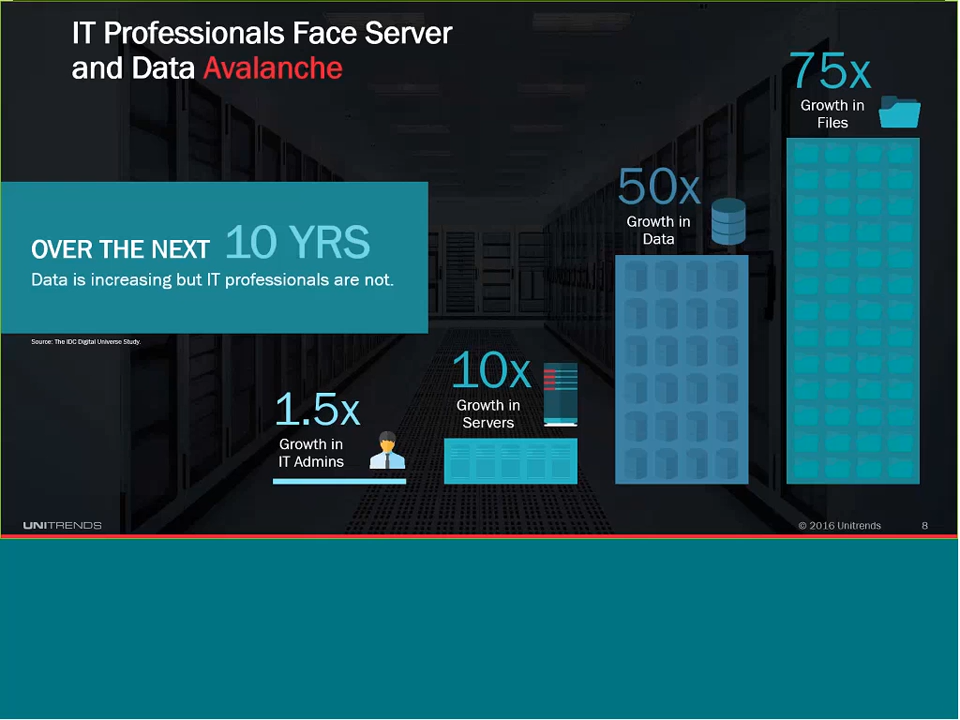 IT Professionals Face Server
and Data Avalanche
OVER THE NEXT 10 YRS
Data is increasing but IT professionals are not.
Source: The IDC Digital Universe Study.
1.5x
Growth in
IT Admins
10x
Growth in
Servers
50x
Growth in
Data
75x
Growth in
Files
UNITRENDS
© 2016 Unitrends
8